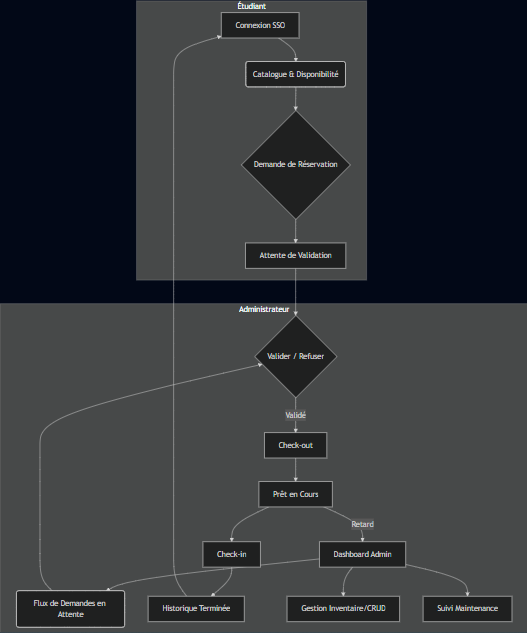 Étudiant
Connexion SSO
Catalogue & Disponibilité
Demande de Réservation
Attente de Validation
Administrateur
Valider / Refuser
Validé
Check-out
Prêt en Cours
Retard
Check-in
Dashboard Admin
Flux de Demandes en
Attente
Historique Terminée
Gestion Inventaire/CRUD
Suivi Maintenance